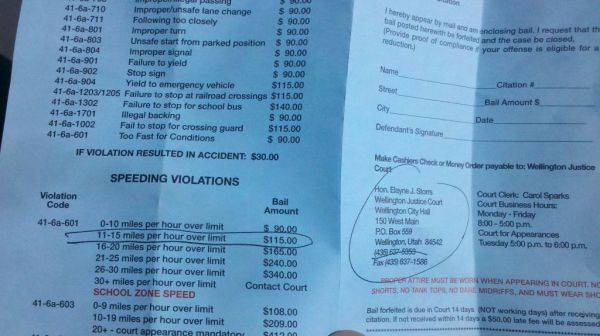 $ 90.00
41-6a-710 Improper/unsafe lane change $ 90.00
41-6a-711 Following too closely $ 90.00
41-6a-801 Improper turn $ 90.00
41-6a-803 Unsafe start from parked position $ 90.00
41-6a-804 Improper signal $ 90.00
41-6a-901 Failure to yield $ 90.00
41-6a-902 Stop sign $ 90.00
41-6a-904 Yield to emergency vehicle $115.00
41-6a-1203/1205 Failure to stop at railroad crossings $115.00
41-6a-1302 Failure to stop for school bus $140.00
41-6a-1701 Illegal backing $ 90.00
41-6a-1002 Fail to stop for crossing guard $115.00
41-6a-601 Too Fast for Conditions $ 90.00
IF VIOLATION RESULTED IN ACCIDENT: $30.00
SPEEDING VIOLATIONS
Violation Code Bail Amount
41-6a-601 0-10 miles per hour over limit $ 90.00
11-15 miles per hour over limit $115.00
16-20 miles per hour over limit $165.00
21-25 miles per hour over limit $240.00
26-30 miles per hour over limit $340.00
30+ miles per hour over limit Contact Court
SCHOOL ZONE SPEED
41-6a-603 0-9 miles per hour over limit $108.00
10-19 miles per hour over limit $209.00
20+ - court appearance mandatory $412.00
I hereby appear by mail and am enclosing bail. I request that th
bail posted herewith be forfeited and the case be closed.
(Provide proof of compliance if your offense is eligible for a
reduction.)
Name
Street Citation #
City Bail Amount $
Date
Defendant's Signature
Make Cashiers Check or Money Order payable to: Wellington Justice
Court
Hon. Elayne J. Storrs
Wellington Justice Court
Wellington City Hall
150 West Main
P.O. Box 559
Wellington, Utah 84542
(435) 637-5353
Fax (435) 637-1586
Court Clerk: Carol Sparks
Court Business Hours:
Monday - Friday
8:00 - 5:00 p.m.
Court for Appearances
Tuesday 5:00 p.m. to 6:00 p.m.
PROPER ATTIRE MUST BE WORN WHEN APPEARING IN COURT. NO
SHORTS, NO TANK TOPS, NO BARE MIDRIFFS, AND MUST WEAR SHO
Bail forfeited is due in Court 14 days (NOT working days) after receiving
citation. If not received within 14 days a $50.00 late fee will be assessed